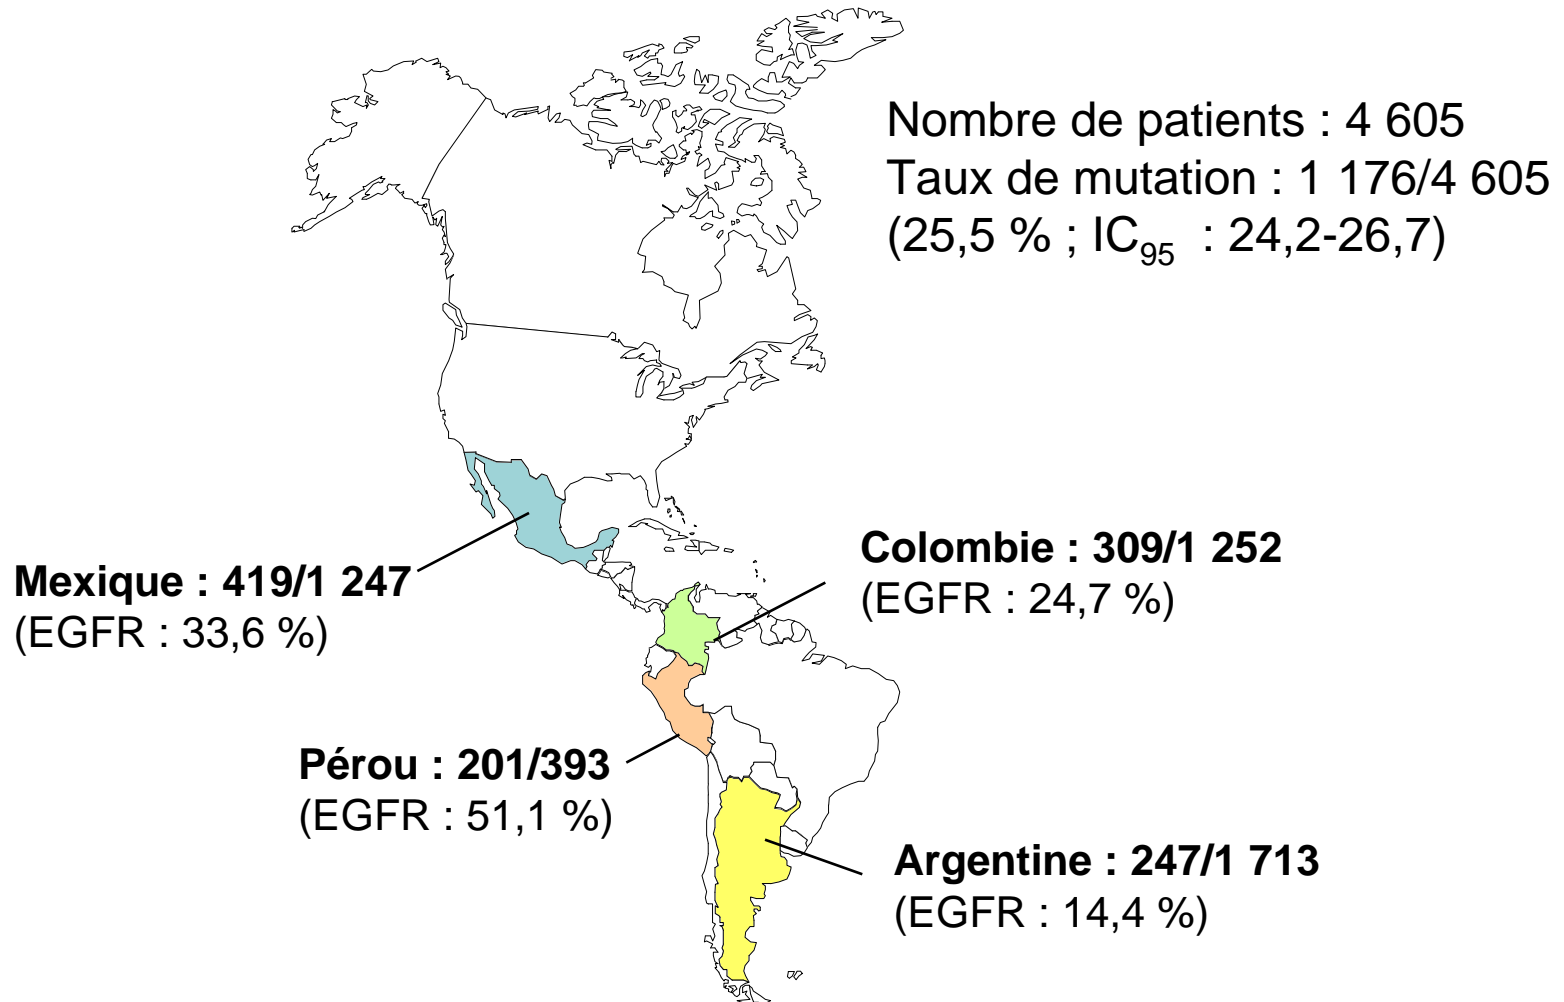 Nombre de patients : 4 605
Taux de mutation : 1 176/4 605
(25,5 % ; IC95 : 24,2-26,7)
Colombie : 309/1 252
(EGFR : 24,7 %)
Mexique : 419/1 247
(EGFR : 33,6 %)
Pérou : 201/393
(EGFR : 51,1 %)
Argentine : 247/1 713
(EGFR : 14,4 %)